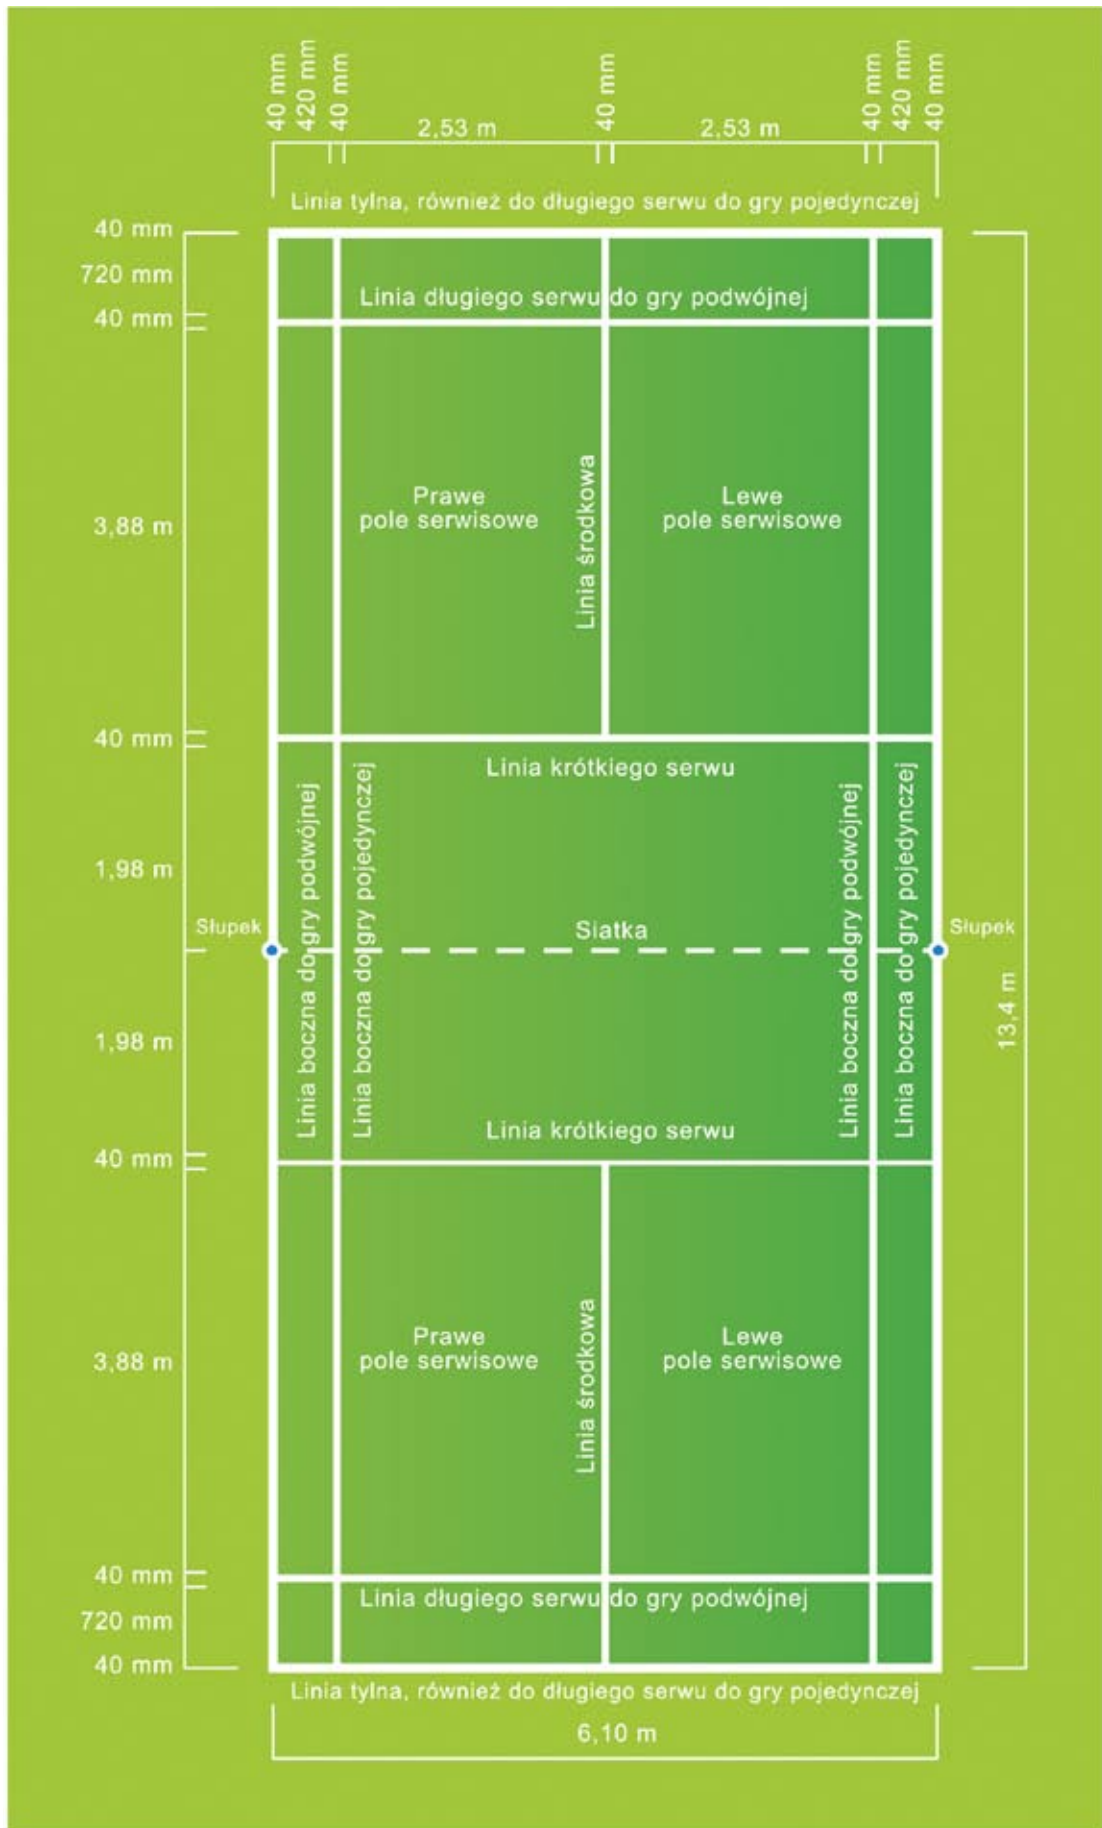 40 mm
420 mm
40 mm
2,53 m
40 mm
2,53 m
40 mm
420 mm
40 mm
Linia tylna, również do długiego serwu do gry pojedynczej
40 mm
720 mm
40 mm
Linia długiego serwu do gry podwójnej
3,88 m
Prawe
pole serwisowe
Linia środkowa
Lewe
pole serwisowe
40 mm
Linia krótkiego serwu
1,98 m
Słupek
Linia boczna do gry podwójnej
Linia boczna do gry pojedynczej
Siatka
Linia boczna do gry podwójnej
Linia boczna do gry pojedynczej
Słupek
13,4 m
1,98 m
Linia krótkiego serwu
40 mm
3,88 m
Prawe
pole serwisowe
Linia środkowa
Lewe
pole serwisowe
40 mm
Linia długiego serwu do gry podwójnej
720 mm
40 mm
Linia tylna, również do długiego serwu do gry pojedynczej
6,10 m